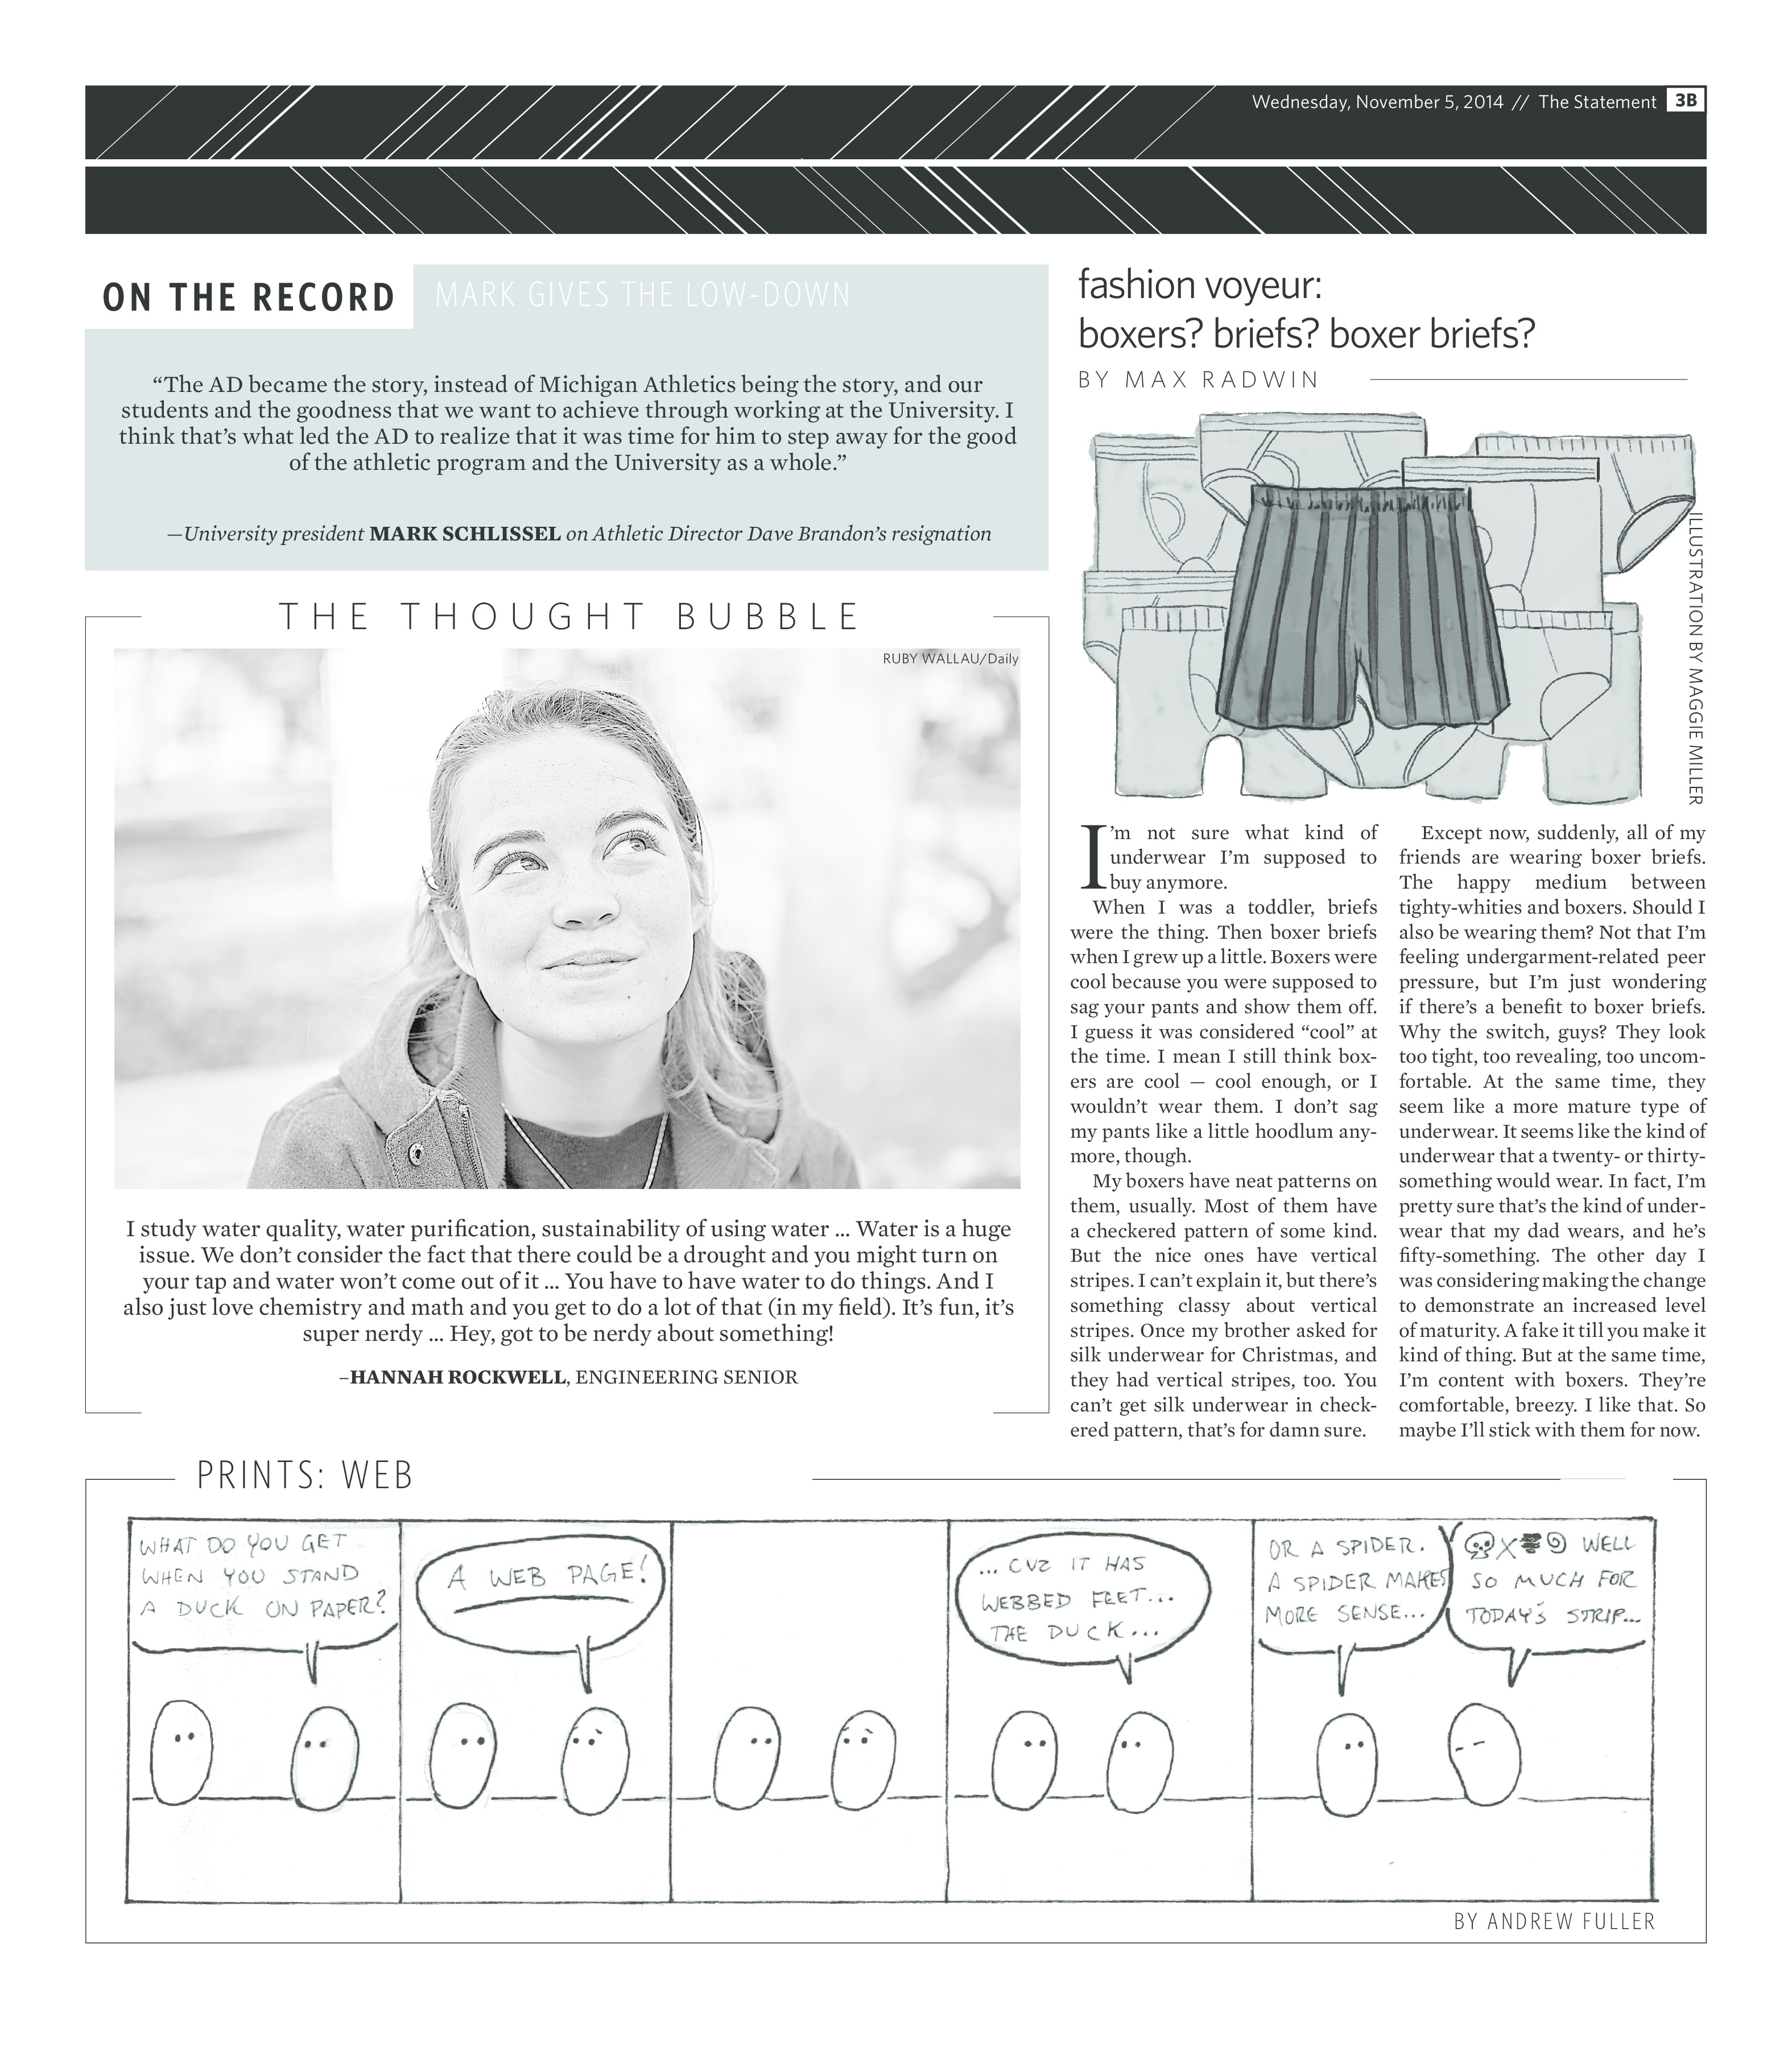 Wednesday, November 5, 2014 // The Statement 3B
ON THE RECORD
MARK GIVES THE LOW-DOWN
“The AD became the story, instead of Michigan Athletics being the story, and our
students and the goodness that we want to achieve through working at the University. I
think that’s what led the AD to realize that it was time for him to step away for the good
of the athletic program and the University as a whole.”
—University president MARK SCHLISSEL on Athletic Director Dave Brandon’s resignation
THE THOUGHT BUBBLE
RUBY WALLAU/Daily
I study water quality, water purification, sustainability of using water ... Water is a huge
issue. We don’t consider the fact that there could be a drought and you might turn on
your tap and water won’t come out of it ... You have to have water to do things. And I
also just love chemistry and math and you get to do a lot of that (in my field). It’s fun, it’s
super nerdy ... Hey, got to be nerdy about something!
–HANNAH ROCKWELL, ENGINEERING SENIOR
fashion voyeur:
boxers? briefs? boxer briefs?
BY MAX RADWIN
ILLUSTRATION BY MAGGIE MILLER
I’m not sure what kind of
underwear I’m supposed to
buy anymore.
When I was a toddler, briefs
were the thing. Then boxer briefs
when I grew up a little. Boxers were
cool because you were supposed to
sag your pants and show them off.
I guess it was considered “cool” at
the time. I mean I still think box-
ers are cool — cool enough, or I
wouldn’t wear them. I don’t sag
my pants like a little hoodlum any-
more, though.
My boxers have neat patterns on
them, usually. Most of them have
a checkered pattern of some kind.
But the nice ones have vertical
stripes. I can’t explain it, but there’s
something classy about vertical
stripes. Once my brother asked for
silk underwear for Christmas, and
they had vertical stripes, too. You
can’t get silk underwear in check-
ered pattern, that’s for damn sure.
Except now, suddenly, all of my
friends are wearing boxer briefs.
The happy medium between
tighty-whities and boxers. Should I
also be wearing them? Not that I’m
feeling undergarment-related peer
pressure, but I’m just wondering
if there’s a benefit to boxer briefs.
Why the switch, guys? They look
too tight, too revealing, too uncom-
fortable. At the same time, they
seem like a more mature type of
underwear. It seems like the kind of
underwear that a twenty- or thirty-
something would wear. In fact, I’m
pretty sure that’s the kind of under-
wear that my dad wears, and he’s
fifty-something. The other day I
was considering making the change
to demonstrate an increased level
of maturity. A fake it till you make it
kind of thing. But at the same time,
I’m content with boxers. They’re
comfortable, breezy. I like that. So
maybe I’ll stick with them for now.
PRINTS: WEB
WHAT DO YOU GET
WHEN YOU STAND
A DUCK ON PAPER?
A WEB PAGE!
...CUZ IT HAS
WEBBED FEET...
THE DUCK...
OR A SPIDER.
A SPIDER MAKES
MORE SENSE...
WELL
SO MUCH FOR
TODAY'S STRIP...
BY ANDREW FULLER